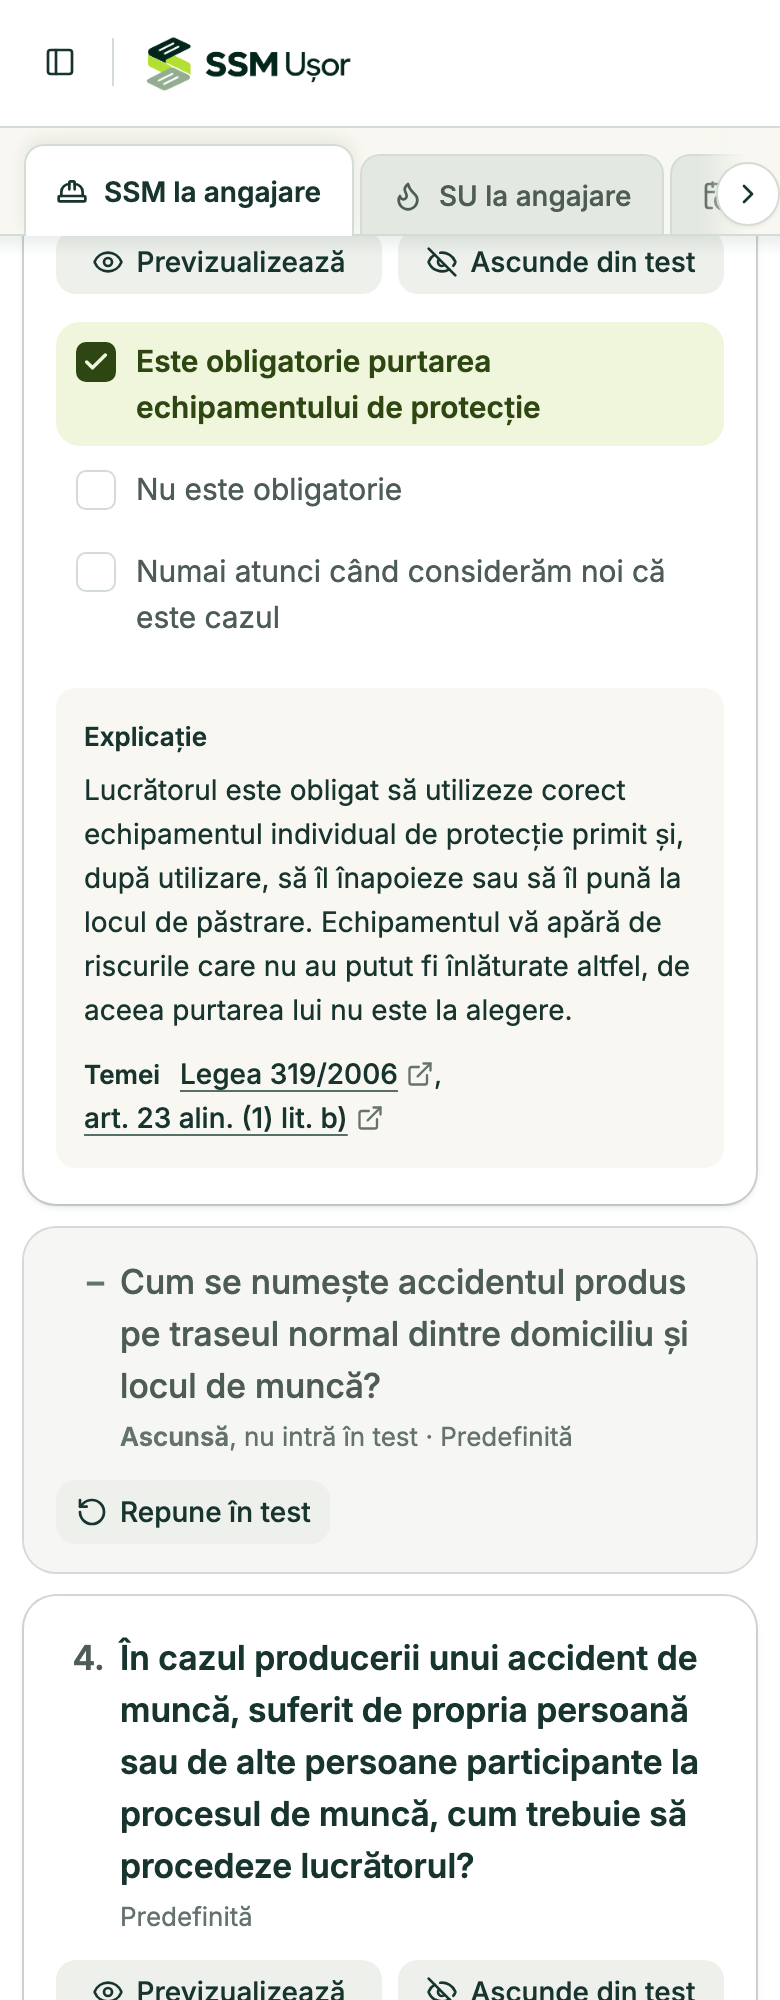 SSM Ușor
SSM la angajare
SU la angajare
Previzualizează
Ascunde din test
Este obligatorie purtarea
echipamentului de protecție
Nu este obligatorie
Numai atunci când considerăm noi că
este cazul
Explicație
Lucrătorul este obligat să utilizeze corect
echipamentul individual de protecție primit și,
după utilizare, să îl înapoieze sau să îl pună la
locul de păstrare. Echipamentul vă apără de
riscurile care nu au putut fi înlăturate altfel, de
aceea purtarea lui nu este la alegere.
Temei Legea 319/2006,
art. 23 alin. (1) lit. b)
– Cum se numește accidentul produs
pe traseul normal dintre domiciliu și
locul de muncă?
Ascunsă, nu intră în test · Predefinită
Repune în test
4. În cazul producerii unui accident de
muncă, suferit de propria persoană
sau de alte persoane participante la
procesul de muncă, cum trebuie să
procedeze lucrătorul?
Predefinită
Previzualizează
Ascunde din test